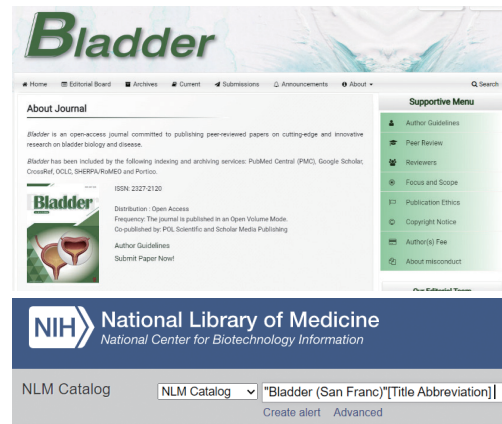 Bladder
Home Editorial Board Archives Current Submissions Announcements About Search
About Journal
Bladder is an open-access journal committed to publishing peer-reviewed papers on cutting-edge and innovative
research on bladder biology and disease.
Bladder has been included by the following indexing and archiving services: PubMed Central (PMC), Google Scholar,
CrossRef, OCLC, SHERPA/RoMEO and Portico.
Bladder
ISSN: 2327-2120
Distribution : Open Access
Frequency: The journal is published in an Open Volume Mode.
Co-published by: POL Scientific and Scholar Media Publishing
Author Guidelines
Submit Paper Now!
Supportive Menu
Author Guidelines
Peer Review
Reviewers
Focus and Scope
Publication Ethics
Copyright Notice
Author(s) Fee
About misconduct
Our Editorial Team
NIH National Library of Medicine
National Center for Biotechnology Information
NLM Catalog NLM Catalog "Bladder (San Franc)"[Title Abbreviation]
Create alert Advanced